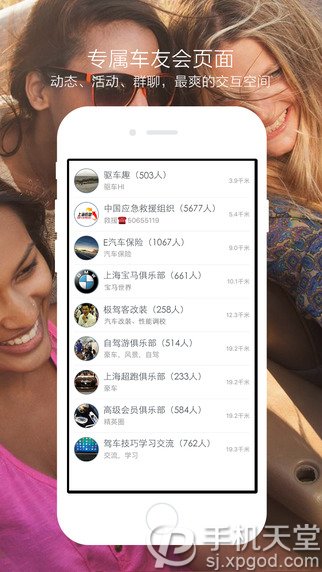 专属车友会页面
动态、活动、群聊，最爽的交互空间
驱车趣（503人）
驱车HI
3.9千米
中国应急救援组织（5677人）
救援☎50655119
5.4千米
E汽车保险（1067人）
汽车保险
9.0千米
上海宝马俱乐部（661人）
宝马世界
10.1千米
极驾客改装（258人）
汽车改装，性能调校
12.3千米
自驾游俱乐部（514人）
豪车，风景，自驾
19.2千米
上海超跑俱乐部（233人）
豪车
19.2千米
高级会员俱乐部（584人）
精英圈
19.2千米
驾车技巧学习交流（762人）
交流，学习
19.3千米
手机天堂
sj.xpgod.com